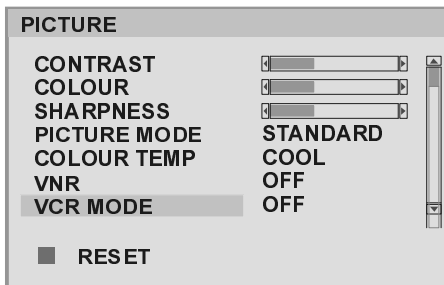 PICTURE
CONTRAST
COLOUR
SHARPNESS
PICTURE MODE STANDARD
COLOUR TEMP COOL
VNR OFF
VCR MODE OFF
RESET